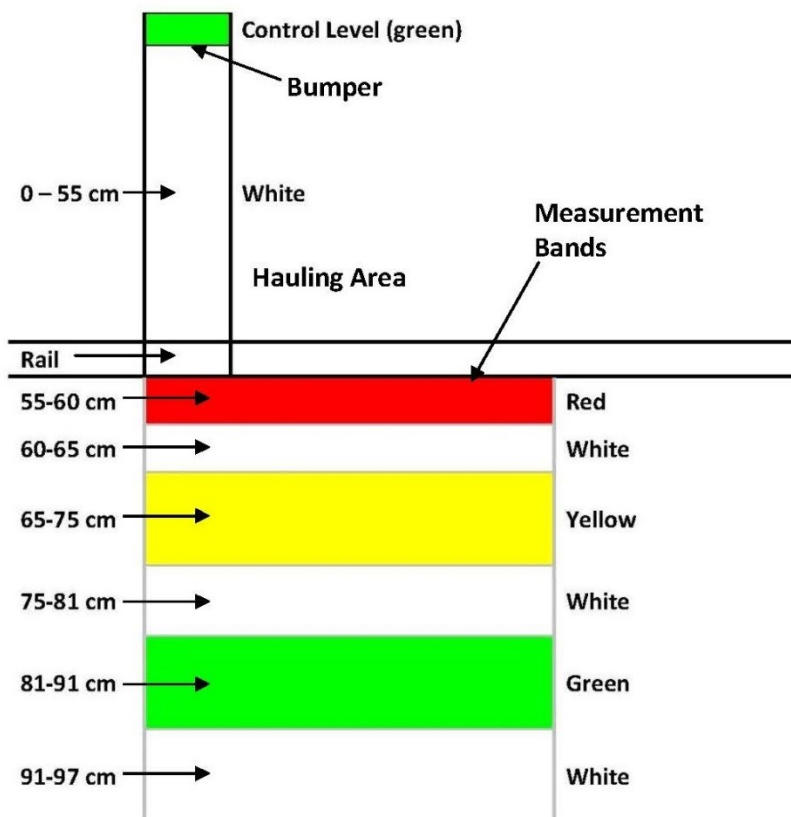 Control Level (green)
Bumper
0 – 55 cm
White
Measurement
Bands
Hauling Area
Rail
55-60 cm
Red
60-65 cm
White
65-75 cm
Yellow
75-81 cm
White
81-91 cm
Green
91-97 cm
White